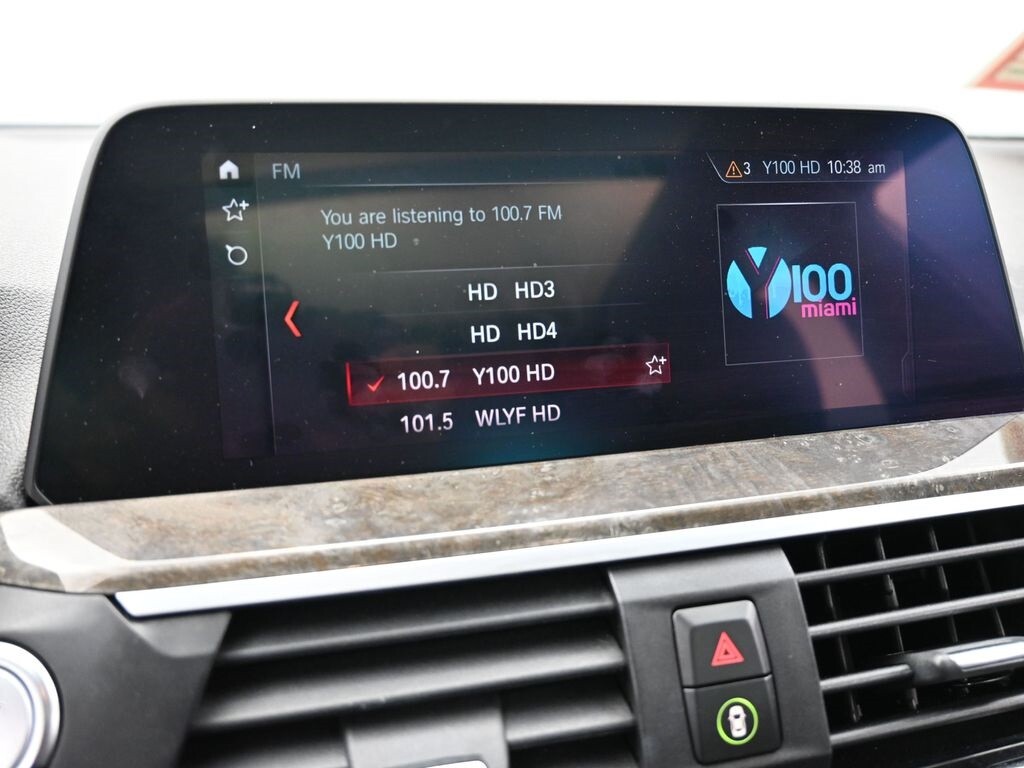 FM
3 Y100 HD 10:38 am
You are listening to 100.7 FM
Y100 HD
HD HD3
HD HD4
100.7 Y100 HD
101.5 WLYF HD
Y100
miami